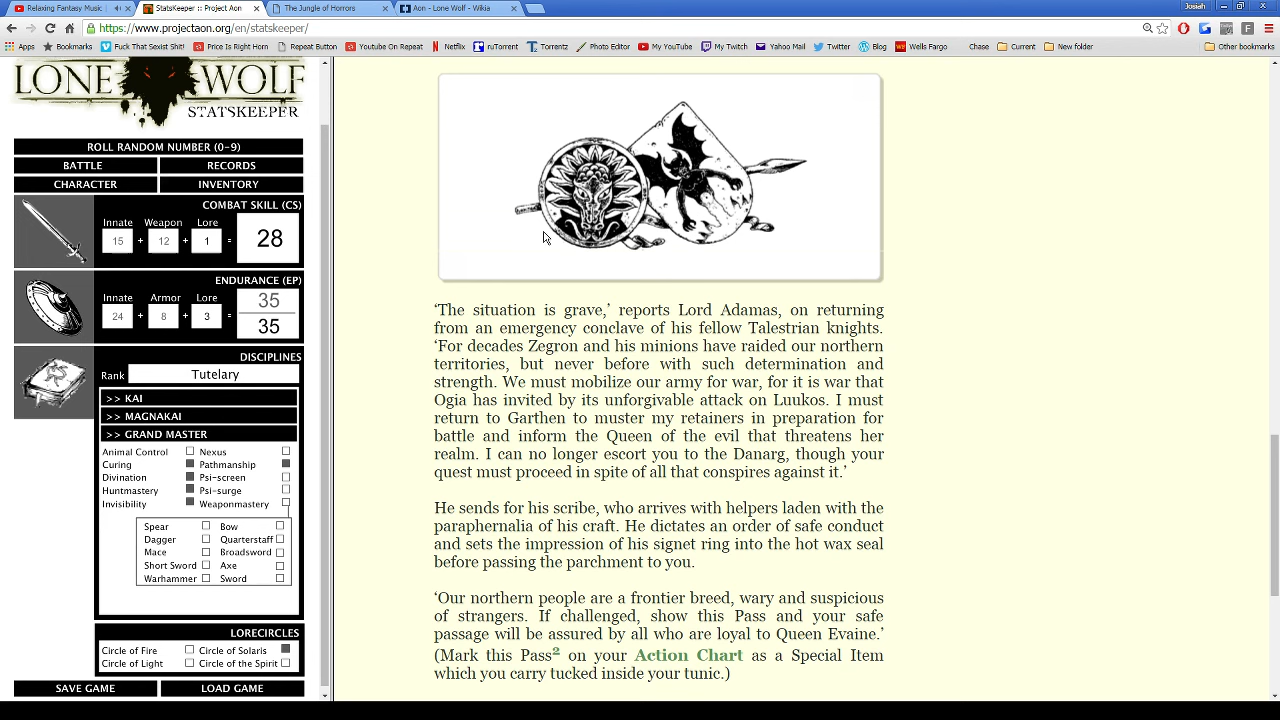 Relaxing Fantasy Music
StatsKeeper :: Project Aon
The Jungle of Horrors
Aon - Lone Wolf - Wikia
Josiah
https://www.projectaon.org/en/statskeeper/
Apps
Bookmarks
Fuck That Sexist Shit!
Price Is Right Horn
Repeat Button
Youtube On Repeat
Netflix
ruTorrent
Torrentz
Photo Editor
My YouTube
My Twitch
Yahoo Mail
Twitter
Blog
Wells Fargo
Chase
Current
New folder
Other bookmarks
LONE WOLF
STATSKEEPER
ROLL RANDOM NUMBER (0-9)
BATTLE RECORDS
CHARACTER INVENTORY
COMBAT SKILL (CS)
Innate Weapon Lore
15 + 12 + 1 = 28
ENDURANCE (EP)
Innate Armor Lore
35
24 + 8 + 3 =
35
DISCIPLINES
Rank Tutelary
>> KAI
>> MAGNAKAI
>> GRAND MASTER
Animal Control Nexus
Curing Pathmanship
Divination Psi-screen
Huntmastery Psi-surge
Invisibility Weaponmastery
Spear Bow
Dagger Quarterstaff
Mace Broadsword
Short Sword Axe
Warhammer Sword
LORECIRCLES
Circle of Fire Circle of Solaris
Circle of Light Circle of the Spirit
SAVE GAME LOAD GAME
‘The situation is grave,’ reports Lord Adamas, on returning
from an emergency conclave of his fellow Talestrian knights.
‘For decades Zegron and his minions have raided our northern
territories, but never before with such determination and
strength. We must mobilize our army for war, for it is war that
Ogia has invited by its unforgivable attack on Luukos. I must
return to Garthen to muster my retainers in preparation for
battle and inform the Queen of the evil that threatens her
realm. I can no longer escort you to the Danarg, though your
quest must proceed in spite of all that conspires against it.’
He sends for his scribe, who arrives with helpers laden with the
paraphernalia of his craft. He dictates an order of safe conduct
and sets the impression of his signet ring into the hot wax seal
before passing the parchment to you.
‘Our northern people are a frontier breed, wary and suspicious
of strangers. If challenged, show this Pass and your safe
passage will be assured by all who are loyal to Queen Evaine.’
(Mark this Pass2 on your Action Chart as a Special Item
which you carry tucked inside your tunic.)